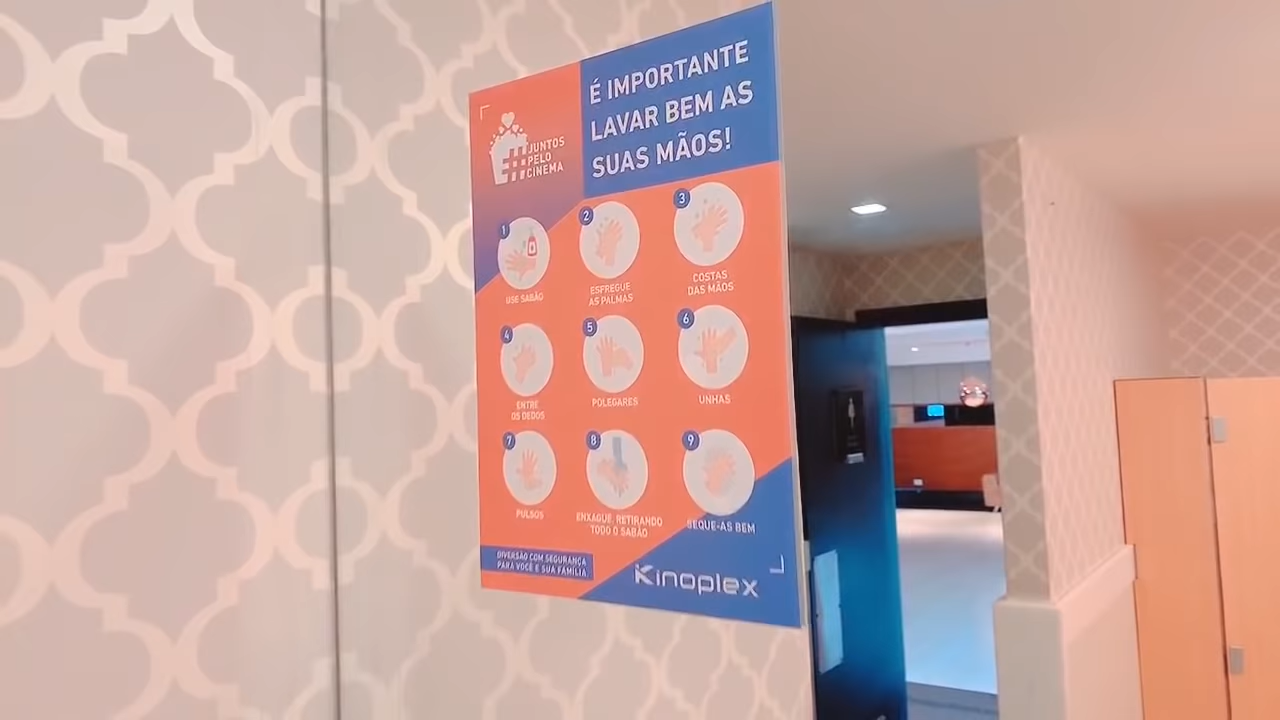 #JUNTOS
PELO
CINEMA
É IMPORTANTE
LAVAR BEM AS
SUAS MÃOS!
1
USE SABÃO
2
ESFREGUE
AS PALMAS
3
COSTAS
DAS MÃOS
4
ENTRE
OS DEDOS
5
POLEGARES
6
UNHAS
7
PULSOS
8
ENXAGUE, RETIRANDO
TODO O SABÃO
9
SEQUE-AS BEM
DIVERSÃO COM SEGURANÇA
PARA VOCÊ E SUA FAMÍLIA
Kinoplex